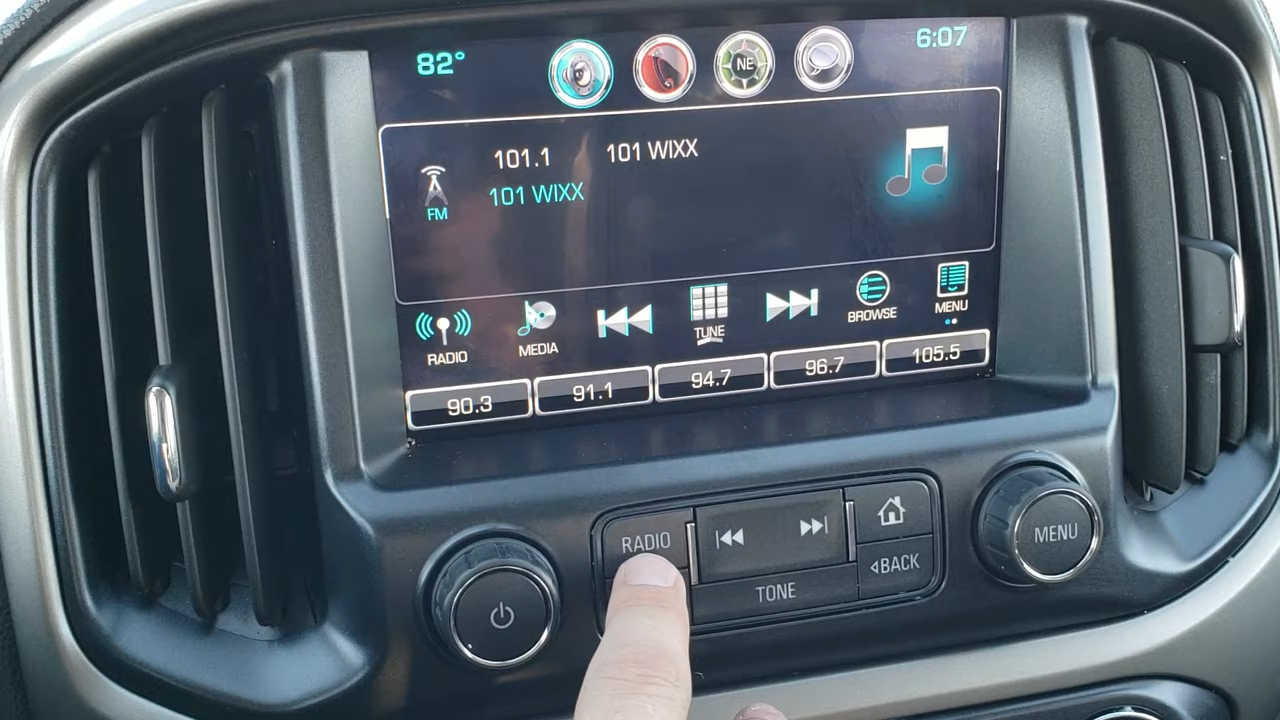 82°
NE
6:07
101.1 101 WIXX
101 WIXX
FM
RADIO
MEDIA
TUNE
BROWSE
MENU
90.3
91.1
94.7
96.7
105.5
RADIO
TONE
BACK
MENU